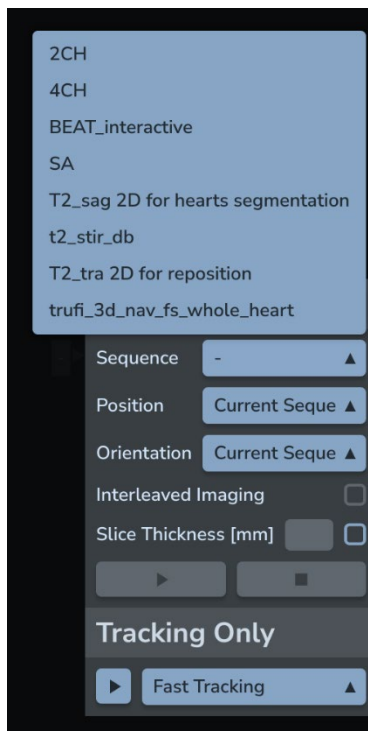 2CH
4CH
BEAT_interactive
SA
T2_sag 2D for hearts segmentation
t2_stir_db
T2_tra 2D for reposition
trufi_3d_nav_fs_whole_heart
Sequence -
Position Current Seque
Orientation Current Seque
Interleaved Imaging
Slice Thickness [mm]
Tracking Only
Fast Tracking